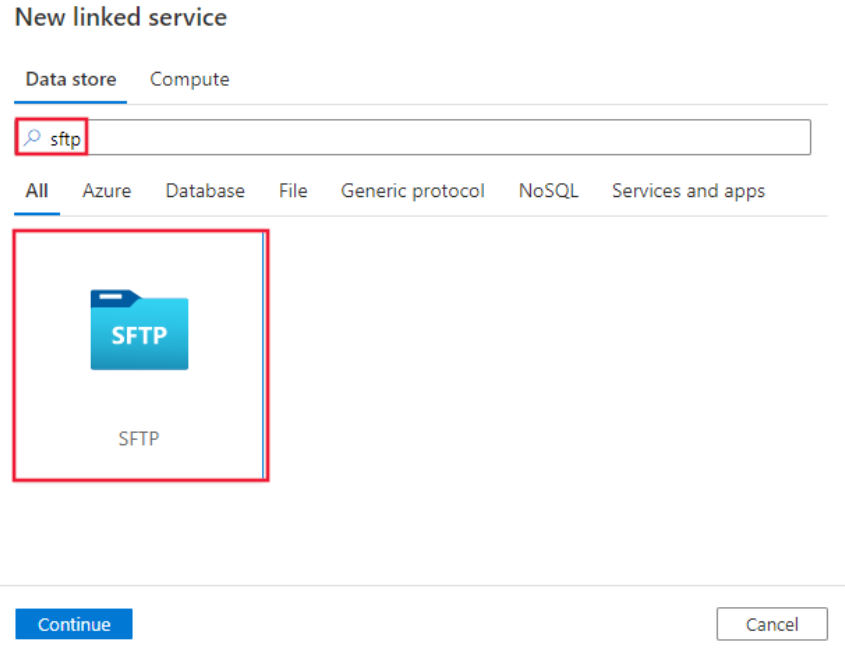 New linked service
Data store Compute
sftp
All Azure Database File Generic protocol NoSQL Services and apps
SFTP
SFTP
Continue Cancel